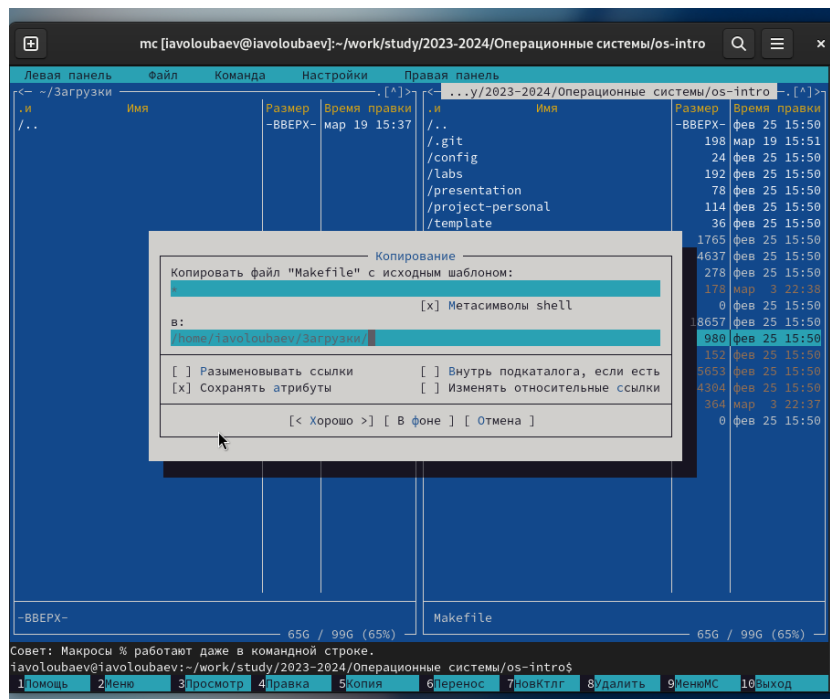 mc [iavoloubaev@iavoloubaev]:~/work/study/2023-2024/Операционные системы/os-intro
Левая панель Файл Команда Настройки Правая панель
<— ~/Загрузки .[^]> <— ...y/2023-2024/Операционные системы/os-intro .[^]>
.и Имя Размер Время правки .и Имя Размер Время правки
/.. -ВВЕРХ- мар 19 15:37 /.. -ВВЕРХ- фев 25 15:50
/.git 198 мар 19 15:51
/config 24 фев 25 15:50
/labs 192 фев 25 15:50
/presentation 78 фев 25 15:50
/project-personal 114 фев 25 15:50
/template 36 фев 25 15:50
1765 фев 25 15:50
Копирование 4637 фев 25 15:50
Копировать файл "Makefile" с исходным шаблоном: 278 фев 25 15:50
* 178 мар 3 22:38
[x] Метасимволы shell 0 фев 25 15:50
в: 18657 фев 25 15:50
/home/iavoloubaev/Загрузки/ 980 фев 25 15:50
152 фев 25 15:50
[ ] Разыменовывать ссылки [ ] Внутрь подкаталога, если есть 5653 фев 25 15:50
[x] Сохранять атрибуты [ ] Изменять относительные ссылки 4304 фев 25 15:50
364 мар 3 22:37
[< Хорошо >] [ В фоне ] [ Отмена ] 0 фев 25 15:50
-ВВЕРХ- Makefile
65G / 99G (65%) 65G / 99G (65%)
Совет: Макросы % работают даже в командной строке.
iavoloubaev@iavoloubaev:~/work/study/2023-2024/Операционные системы/os-intro$
1Помощь 2Меню 3Просмотр 4Правка 5Копия 6Перенос 7НовКтлг 8Удалить 9МенюМС 10Выход